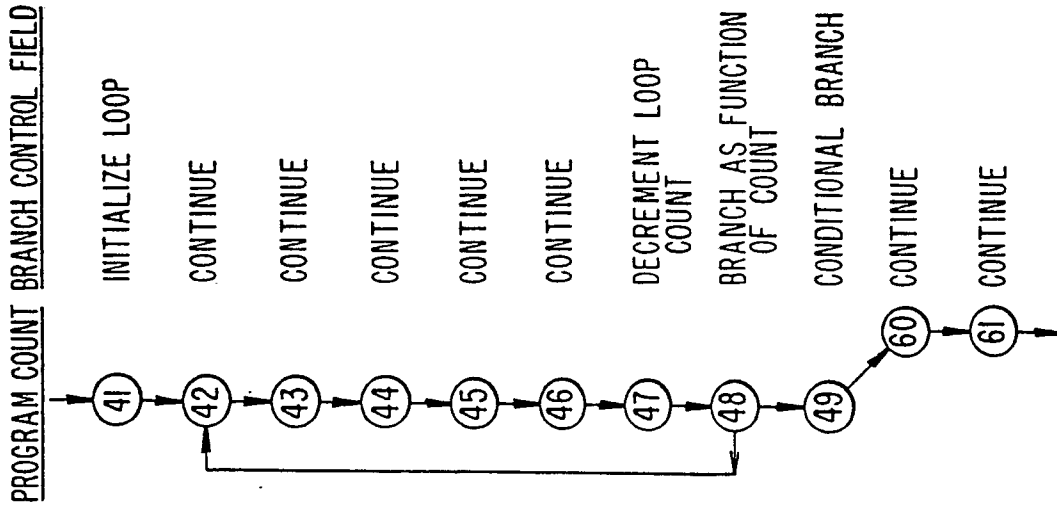 PROGRAM COUNT BRANCH CONTROL FIELD
41 INITIALIZE LOOP
42 CONTINUE
43 CONTINUE
44 CONTINUE
45 CONTINUE
46 CONTINUE
47 DECREMENT LOOP
COUNT
48 BRANCH AS FUNCTION
OF COUNT
49 CONDITIONAL BRANCH
60 CONTINUE
61 CONTINUE